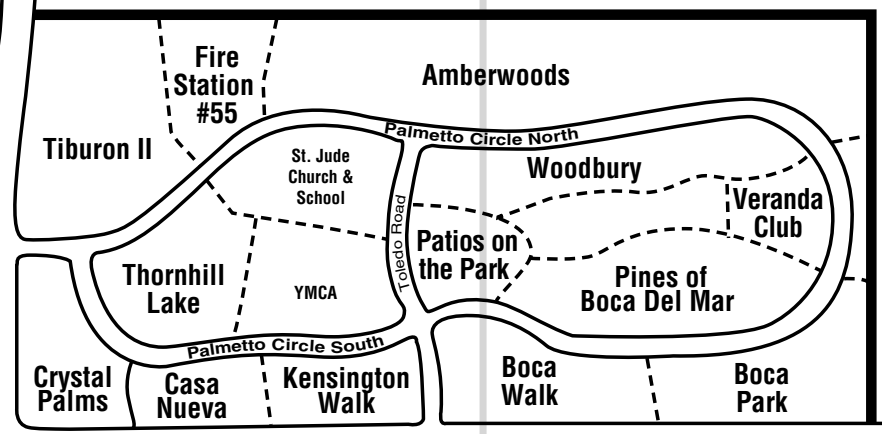 Fire
Station
#55
Amberwoods
Tiburon II
Palmetto Circle North
St. Jude
Church &
School
Woodbury
Toledo Road
Veranda
Club
Patios on
the Park
Thornhill
Lake
YMCA
Pines of
Boca Del Mar
Palmetto Circle South
Crystal
Palms
Casa
Nueva
Kensington
Walk
Boca
Walk
Boca
Park